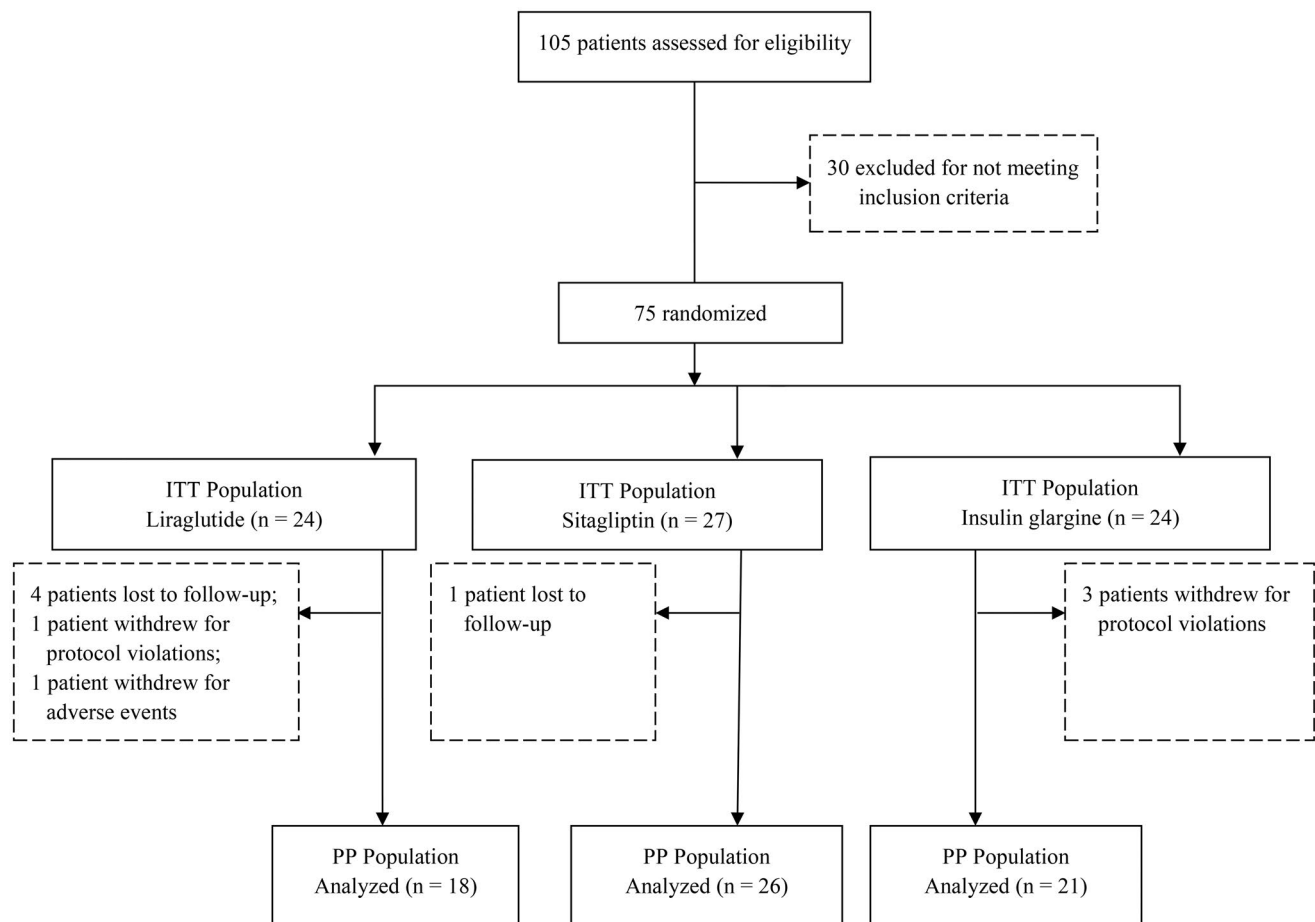 105 patients assessed for eligibility
30 excluded for not meeting
inclusion criteria
75 randomized
ITT Population
Liraglutide (n = 24)
ITT Population
Sitagliptin (n = 27)
ITT Population
Insulin glargine (n = 24)
4 patients lost to follow-up;
1 patient withdrew for
protocol violations;
1 patient withdrew for
adverse events
1 patient lost to
follow-up
3 patients withdrew for
protocol violations
PP Population
Analyzed (n = 18)
PP Population
Analyzed (n = 26)
PP Population
Analyzed (n = 21)